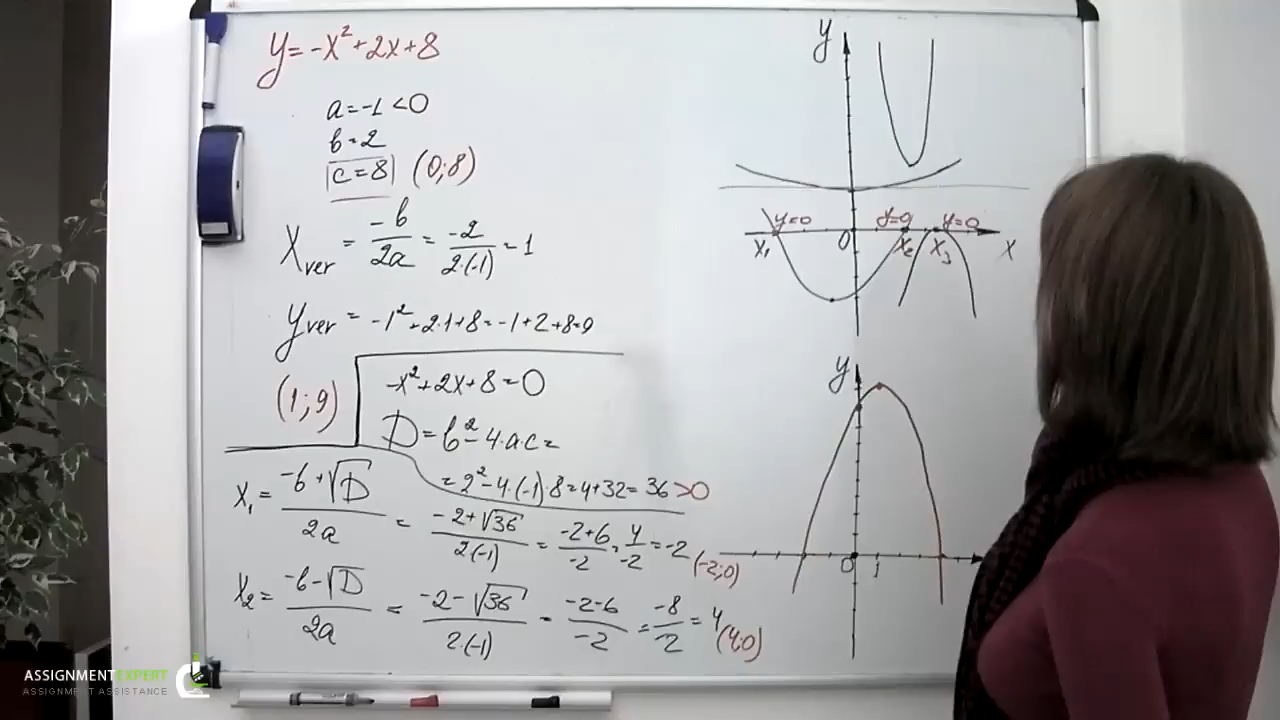 y = -x² + 2x + 8
a = -1 < 0
b = 2
c = 8 (0;8)
Xver = -b/2a = -2/2·(-1) = 1
yver = -1² + 2·1 + 8 = -1 + 2 + 8 = 9
(1;9)
-x² + 2x + 8 = 0
D = b² - 4·a·c =
= 2² - 4·(-1)·8 = 4 + 32 = 36 > 0
X₁ = -b + √D/2a = -2 + √36/2(-1) = -2+6/-2 = 4/-2 = -2 (-2;0)
X₂ = -b - √D/2a = -2 - √36/2·(-1) = -2-6/-2 = -8/-2 = 4 (4;0)
y
y=0 y=0 y=0
X₁ 0 X₂ X₃ X
y
0 1
ASSIGNMENTEXPERT
ASSIGNMENT ASSISTANCE